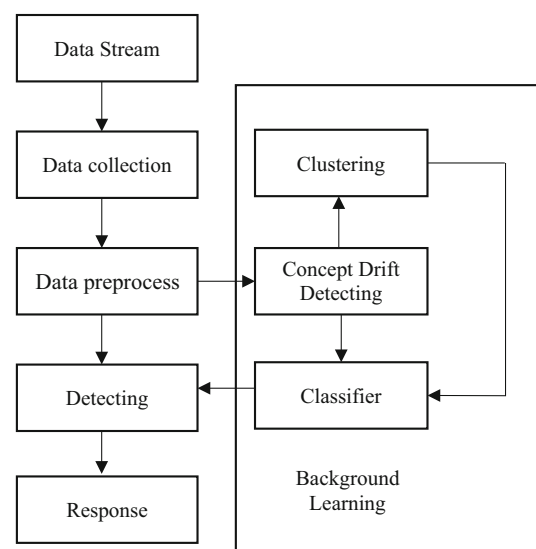 Data Stream
Data collection
Data preprocess
Detecting
Response
Clustering
Concept Drift
Detecting
Classifier
Background
Learning